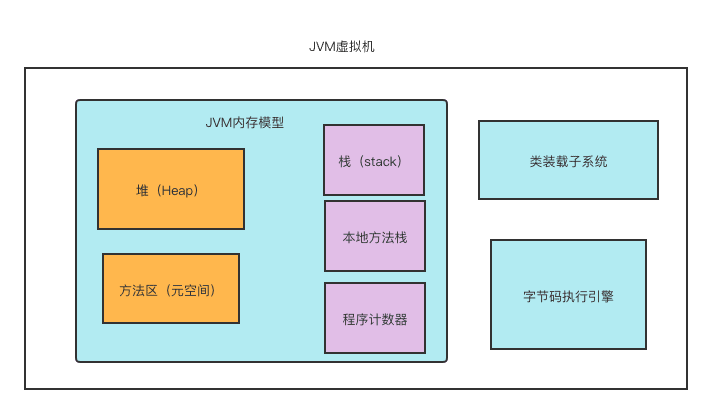 JVM虚拟机
JVM内存模型
堆（Heap）
方法区（元空间）
栈（stack）
本地方法栈
程序计数器
类装载子系统
字节码执行引擎